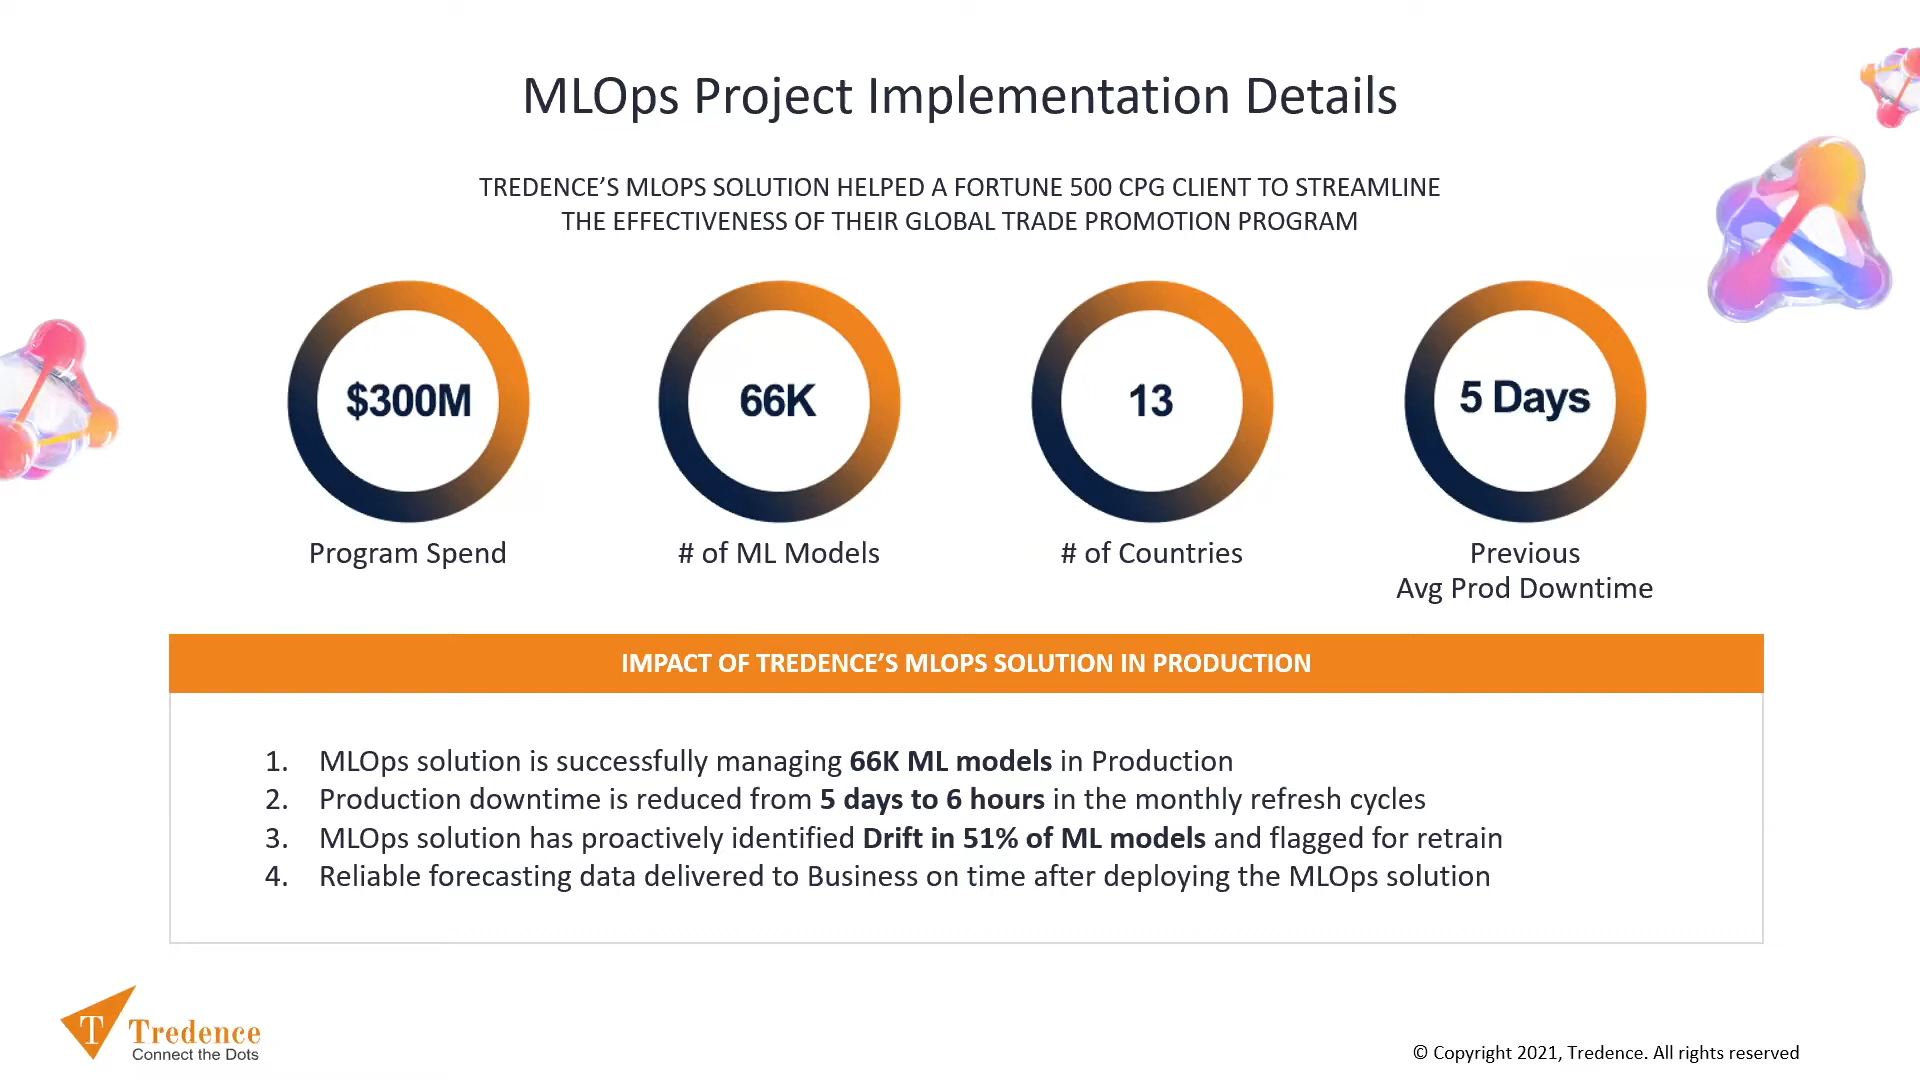 MLOps Project Implementation Details
TREDENCE’S MLOPS SOLUTION HELPED A FORTUNE 500 CPG CLIENT TO STREAMLINE
THE EFFECTIVENESS OF THEIR GLOBAL TRADE PROMOTION PROGRAM
$300M
66K
13
5 Days
Program Spend
# of ML Models
# of Countries
Previous
Avg Prod Downtime
IMPACT OF TREDENCE’S MLOPS SOLUTION IN PRODUCTION
1. MLOps solution is successfully managing 66K ML models in Production
2. Production downtime is reduced from 5 days to 6 hours in the monthly refresh cycles
3. MLOps solution has proactively identified Drift in 51% of ML models and flagged for retrain
4. Reliable forecasting data delivered to Business on time after deploying the MLOps solution
T
Tredence
Connect the Dots
© Copyright 2021, Tredence. All rights reserved